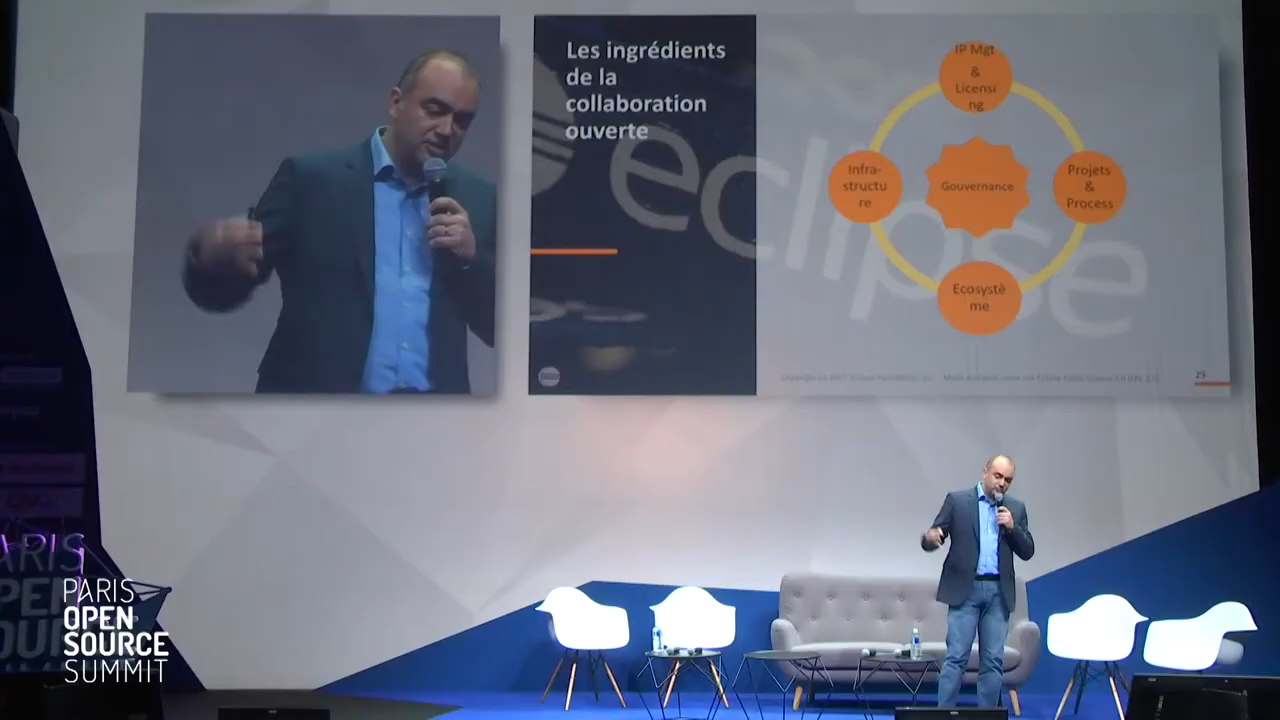 Les ingrédients
de la
collaboration
ouverte
eclipse
IP Mgt
&
Licensi
ng
Infra-
structu
re
Gouvernance
Projets
&
Process
Ecosystè
me
29
PARIS
OPEN
SOURCE
SUMMIT